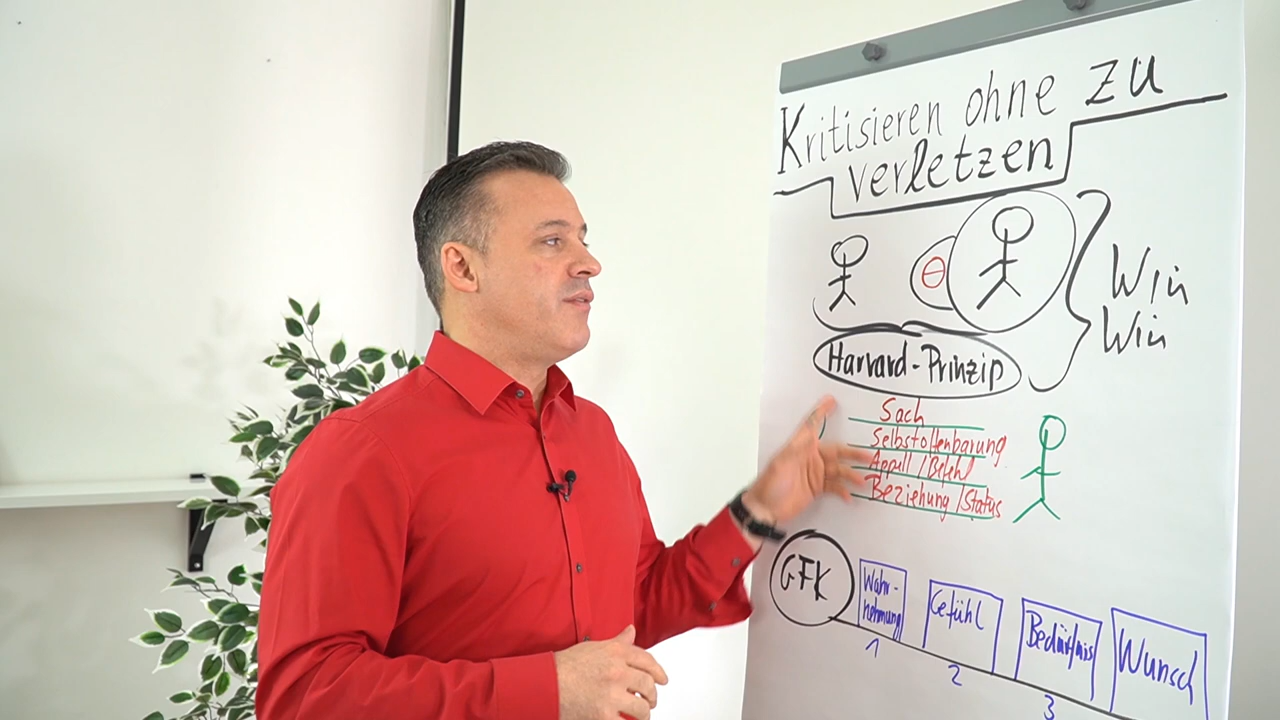 Kritisieren ohne zu
verletzen
Win
Win
Harvard-Prinzip
Sach
Selbstoffenbarung
Appell/Befehl
Beziehung/Status
GFK
Wahr-
nehmung
1
Gefühl
2
Bedürfnis
3
Wunsch